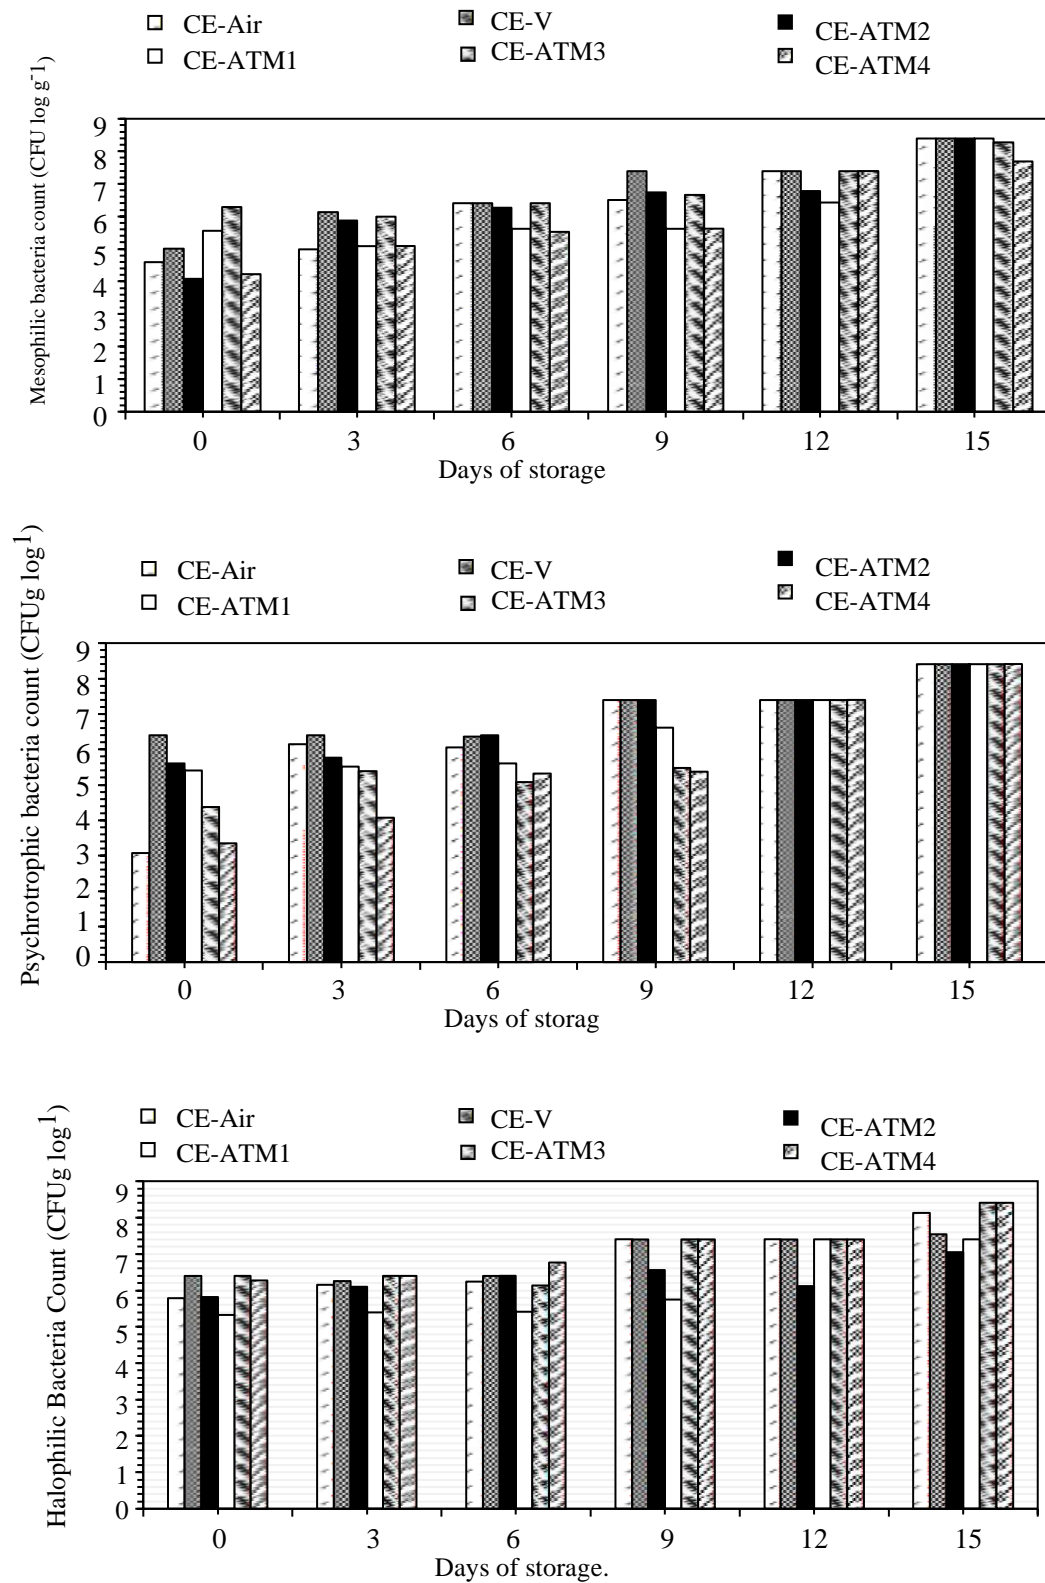 CE-Air CE-V CE-ATM2
CE-ATM1 CE-ATM3 CE-ATM4
Mesophilic bacteria count (CFU log g-1)
9
8
7
6
5
4
3
2
1
0
0 3 6 9 12 15
Days of storage
CE-Air CE-V CE-ATM2
CE-ATM1 CE-ATM3 CE-ATM4
Psychrotrophic bacteria count (CFUg log1)
9
8
7
6
5
4
3
2
1
0
0 3 6 9 12 15
Days of storag
CE-Air CE-V CE-ATM2
CE-ATM1 CE-ATM3 CE-ATM4
Halophilic Bacteria Count (CFUg log1)
9
8
7
6
5
4
3
2
1
0
0 3 6 9 12 15
Days of storage.